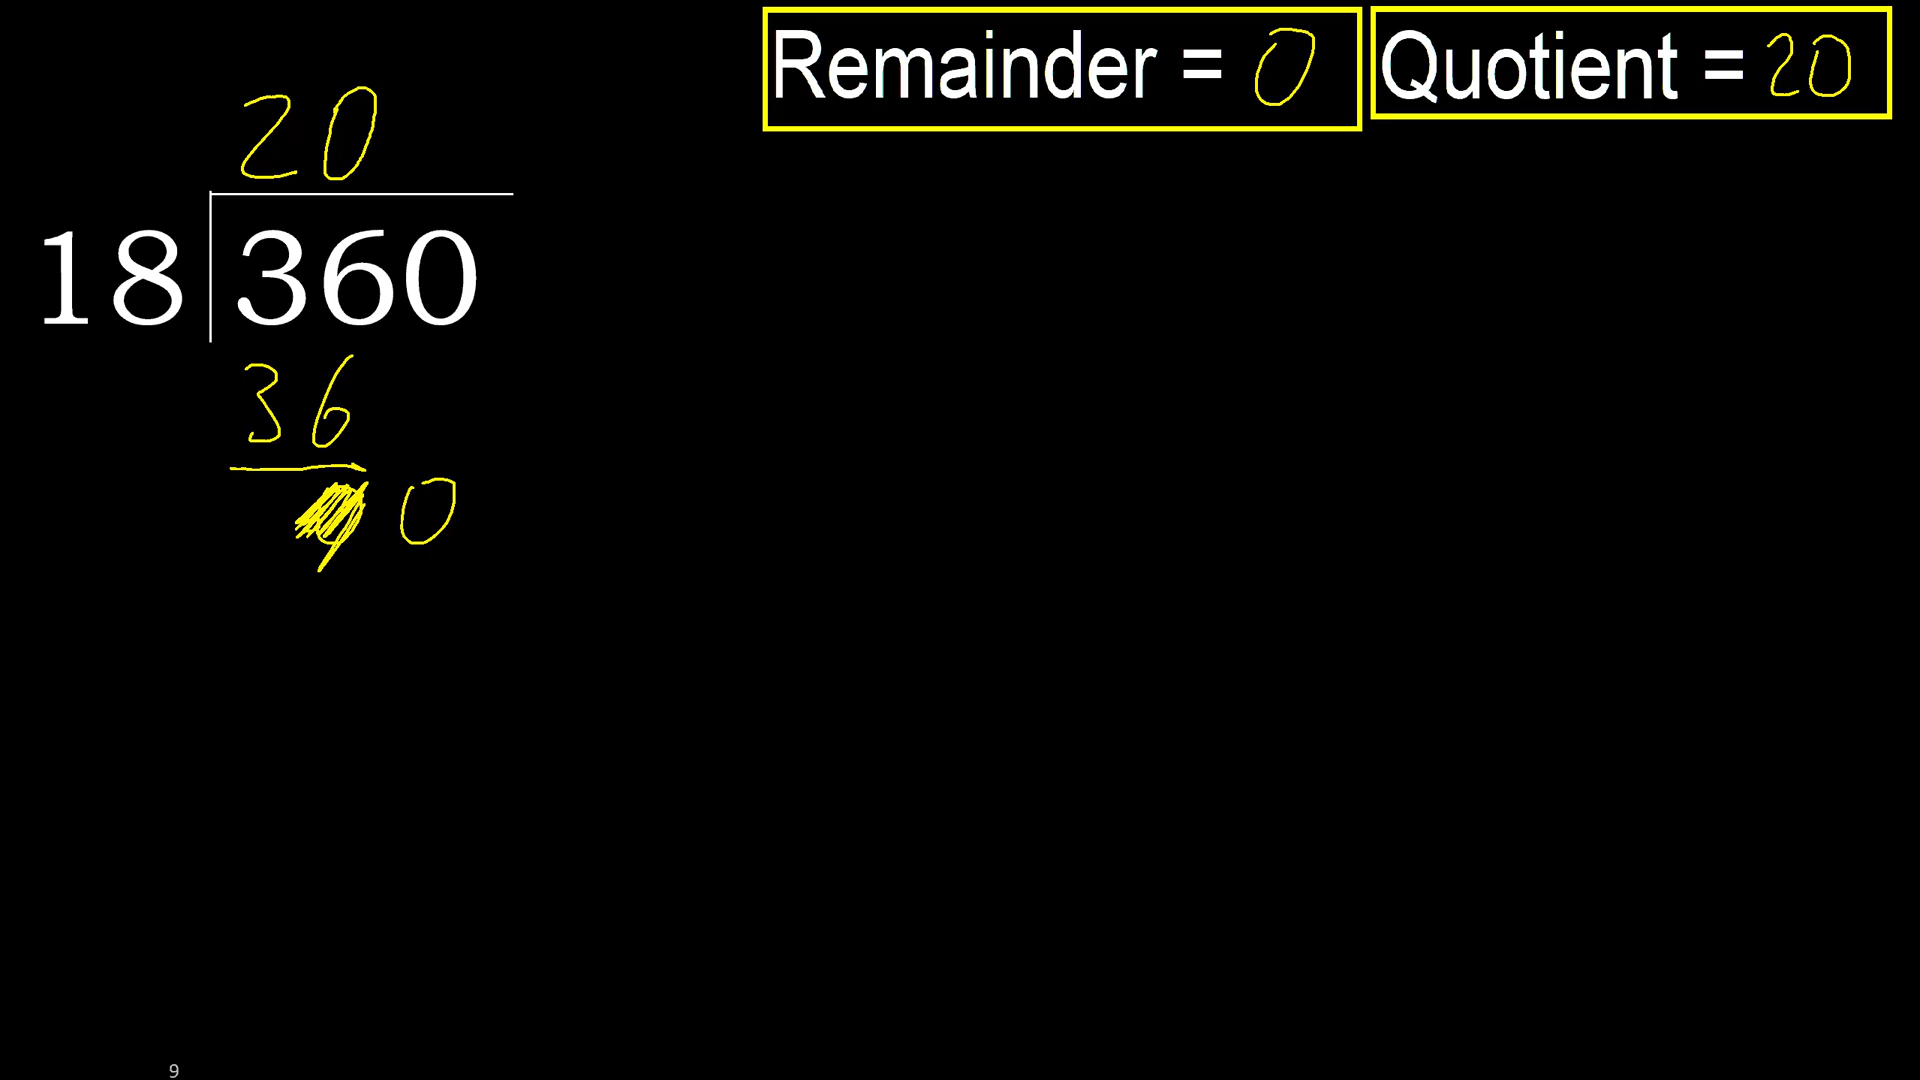 Remainder = 0
Quotient = 20
20
18 360
36
0
9